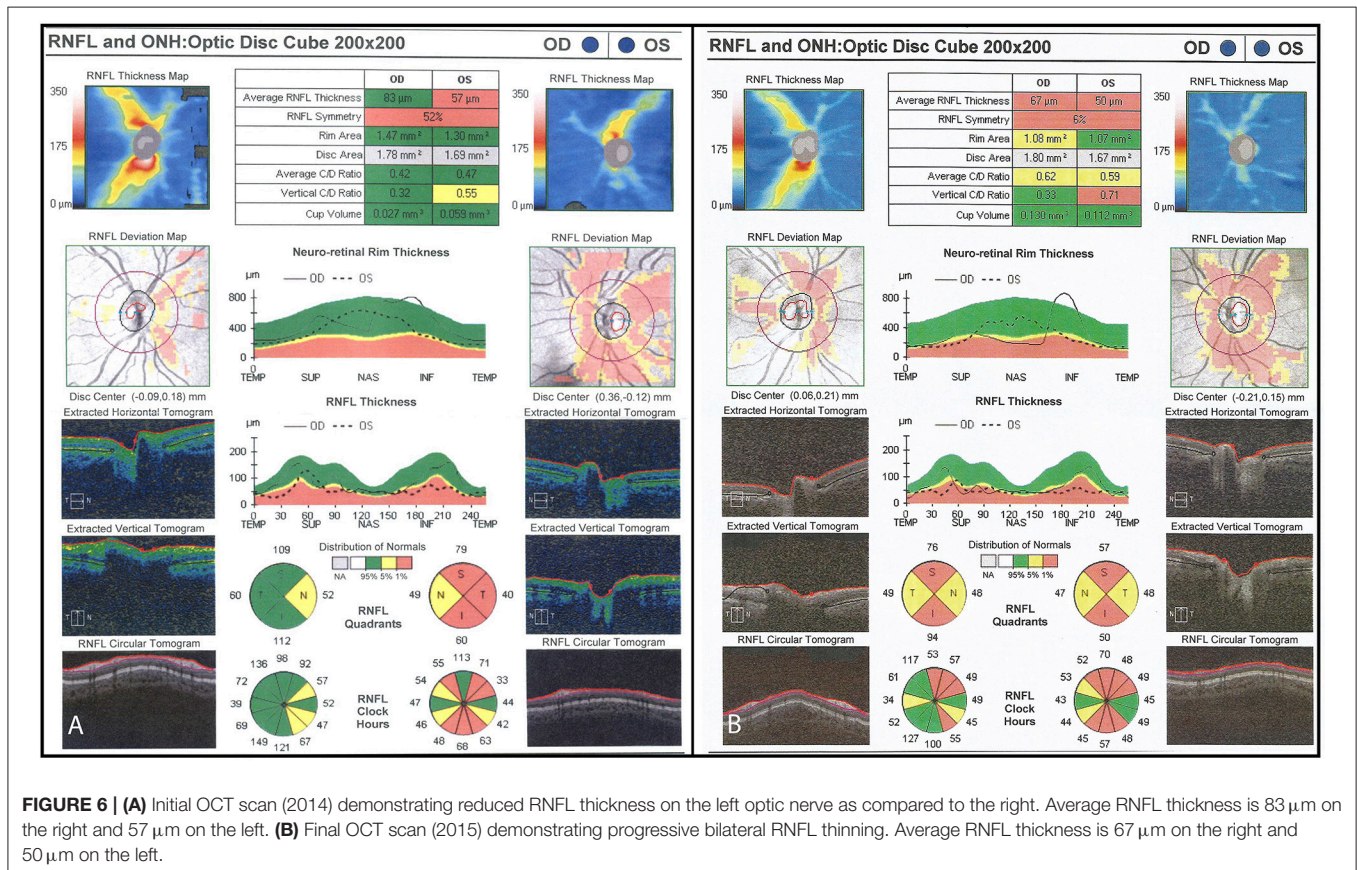 RNFL and ONH:Optic Disc Cube 200x200 OD OS
RNFL Thickness Map
350
175
0 µm
OD OS
Average RNFL Thickness 83 µm 57 µm
RNFL Symmetry 52%
Rim Area 1.47 mm² 1.30 mm²
Disc Area 1.78 mm² 1.69 mm²
Average C/D Ratio 0.42 0.47
Vertical C/D Ratio 0.32 0.55
Cup Volume 0.027 mm³ 0.059 mm³
RNFL Thickness Map
350
175
0 µm
RNFL Deviation Map
Disc Center (-0.09,0.18) mm
Neuro-retinal Rim Thickness
µm OD OS
800
400
0
TEMP SUP NAS INF TEMP
RNFL Deviation Map
Disc Center (0.36,-0.12) mm
Extracted Horizontal Tomogram
T N
RNFL Thickness
µm OD OS
200
100
0
0 30 60 90 120 150 180 210 240
TEMP SUP NAS INF TEMP
Extracted Horizontal Tomogram
Extracted Vertical Tomogram
T N
Distribution of Normals
NA 95% 5% 1%
109
S
60 T N 52
I
112
RNFL
Quadrants
79
S
49 N T 40
I
60
Extracted Vertical Tomogram
RNFL Circular Tomogram
A
136 98 92
72 57
39 52
69 47
149 121 67
RNFL
Clock
Hours
55 113 71
54 33
47 44
46 42
48 68 63
RNFL Circular Tomogram
RNFL and ONH:Optic Disc Cube 200x200 OD OS
RNFL Thickness Map
350
175
0 µm
OD OS
Average RNFL Thickness 67 µm 50 µm
RNFL Symmetry 6%
Rim Area 1.08 mm² 1.07 mm²
Disc Area 1.80 mm² 1.67 mm²
Average C/D Ratio 0.62 0.59
Vertical C/D Ratio 0.33 0.71
Cup Volume 0.130 mm³ 0.112 mm³
RNFL Thickness Map
350
175
0 µm
RNFL Deviation Map
Disc Center (0.06,0.21) mm
Neuro-retinal Rim Thickness
µm OD OS
800
400
0
TEMP SUP NAS INF TEMP
RNFL Deviation Map
Disc Center (-0.21,0.15) mm
Extracted Horizontal Tomogram
T N
RNFL Thickness
µm OD OS
200
100
0
0 30 60 90 120 150 180 210 240
TEMP SUP NAS INF TEMP
Extracted Horizontal Tomogram
Extracted Vertical Tomogram
T N
Distribution of Normals
NA 95% 5% 1%
76
S
49 T N 48
I
94
RNFL
Quadrants
57
S
47 N T 48
I
50
Extracted Vertical Tomogram
RNFL Circular Tomogram
B
117 53 57
61 49
34 49
52 45
127 100 55
RNFL
Clock
Hours
52 70 48
53 49
43 45
44 49
45 57 48
RNFL Circular Tomogram
FIGURE 6 | (A) Initial OCT scan (2014) demonstrating reduced RNFL thickness on the left optic nerve as compared to the right. Average RNFL thickness is 83 µm on
the right and 57 µm on the left. (B) Final OCT scan (2015) demonstrating progressive bilateral RNFL thinning. Average RNFL thickness is 67 µm on the right and
50 µm on the left.